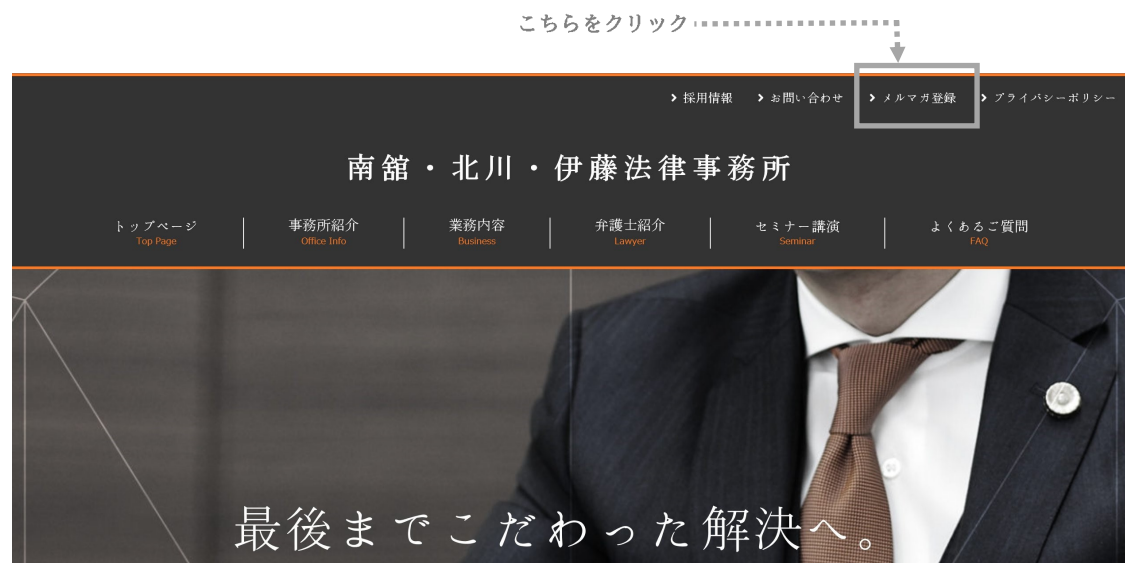 こちらをクリック
採用情報 お問い合わせ メルマガ登録 プライバシーポリシー
南舘・北川・伊藤法律事務所
トップページ 事務所紹介 業務内容 弁護士紹介 セミナー講演 よくあるご質問
Top Page Office Info Business Lawyer Seminar FAQ
最後までこだわった解決へ。